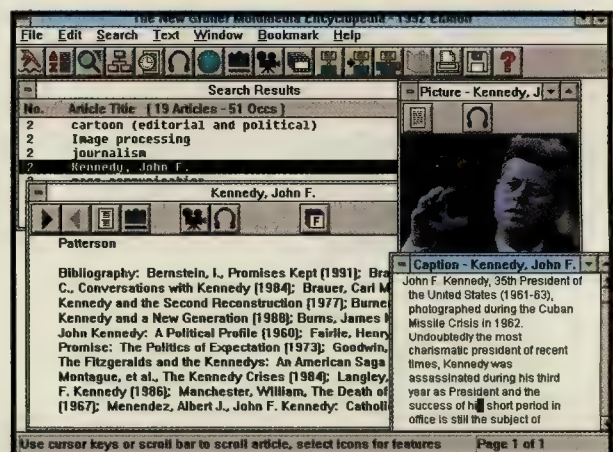 The New Grolier Multimedia Encyclopedia - 1992 Edition
File Edit Search Text Window Bookmark Help
Search Results
No. Article Title [19 Articles - 51 Occs]
2 cartoon (editorial and political)
2 Image processing
2 journalism
2 Kennedy, John F.
Kennedy, John F.
F
Patterson
Bibliography: Bernstein, I., Promises Kept (1991); Bra
C., Conversations with Kennedy (1984); Brauer, Carl M
Kennedy and the Second Reconstruction (1977); Burne
Kennedy and a New Generation (1988); Burns, James M
John Kennedy: A Political Profile (1960); Fairlie, Henry
Promise: The Politics of Expectation (1973); Goodwin,
The Fitzgeralds and the Kennedys: An American Saga
Montague, et al., The Kennedy Crises (1984); Langley,
F. Kennedy (1986); Manchester, William, The Death of
(1967); Menendez, Albert J., John F. Kennedy: Catholi
Picture - Kennedy, J
Caption - Kennedy, John F.
John F. Kennedy, 35th President of
the United States (1961-63),
photographed during the Cuban
Missile Crisis in 1962.
Undoubtedly the most
charismatic president of recent
times, Kennedy was
assassinated during his third
year as President and the
success of his short period in
office is still the subject of
Use cursor keys or scroll bar to scroll article, select icons for features
Page 1 of 1